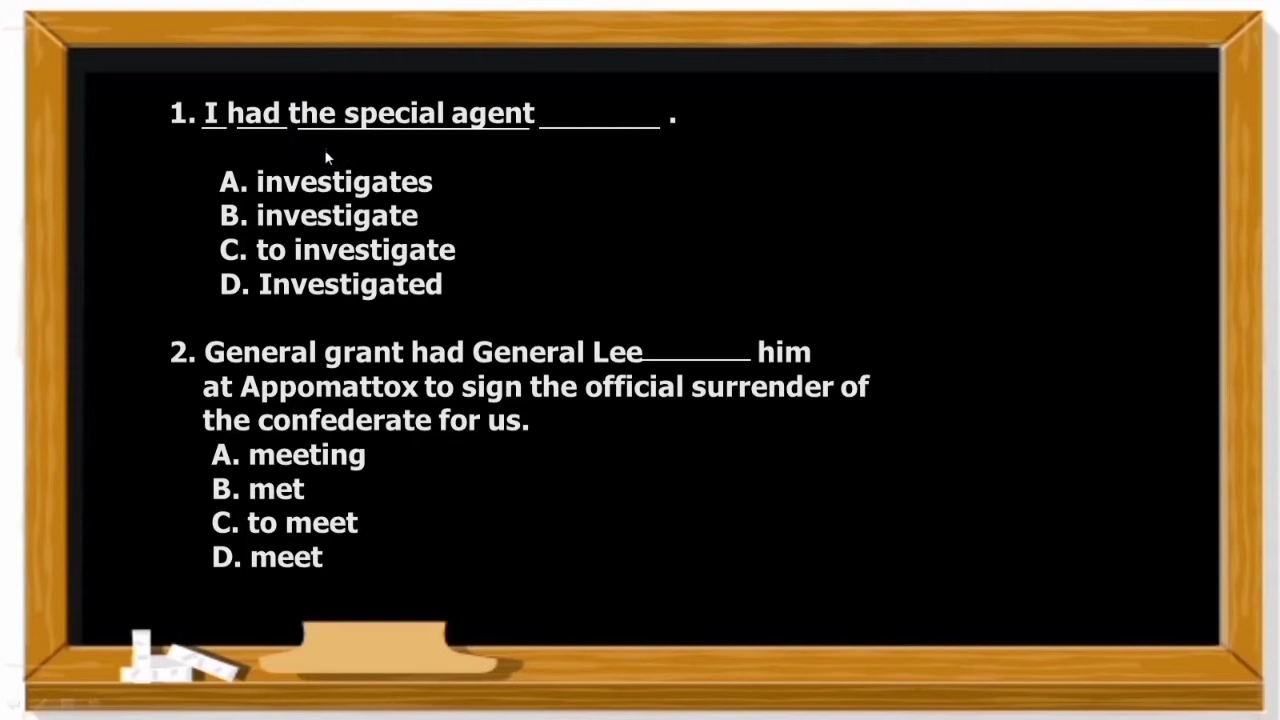 1. I had the special agent ________ .
A. investigates
B. investigate
C. to investigate
D. Investigated
2. General grant had General Lee________ him
at Appomattox to sign the official surrender of
the confederate for us.
A. meeting
B. met
C. to meet
D. meet